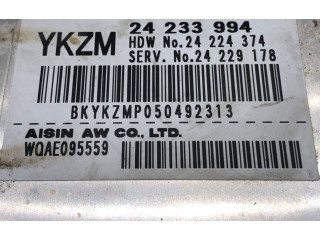 YKZM 24 233 994
HDW No.24 224 374
SERV. No.24 229 178
BKYKZMP050492313
AISIN AW CO., LTD.
WQAE095559